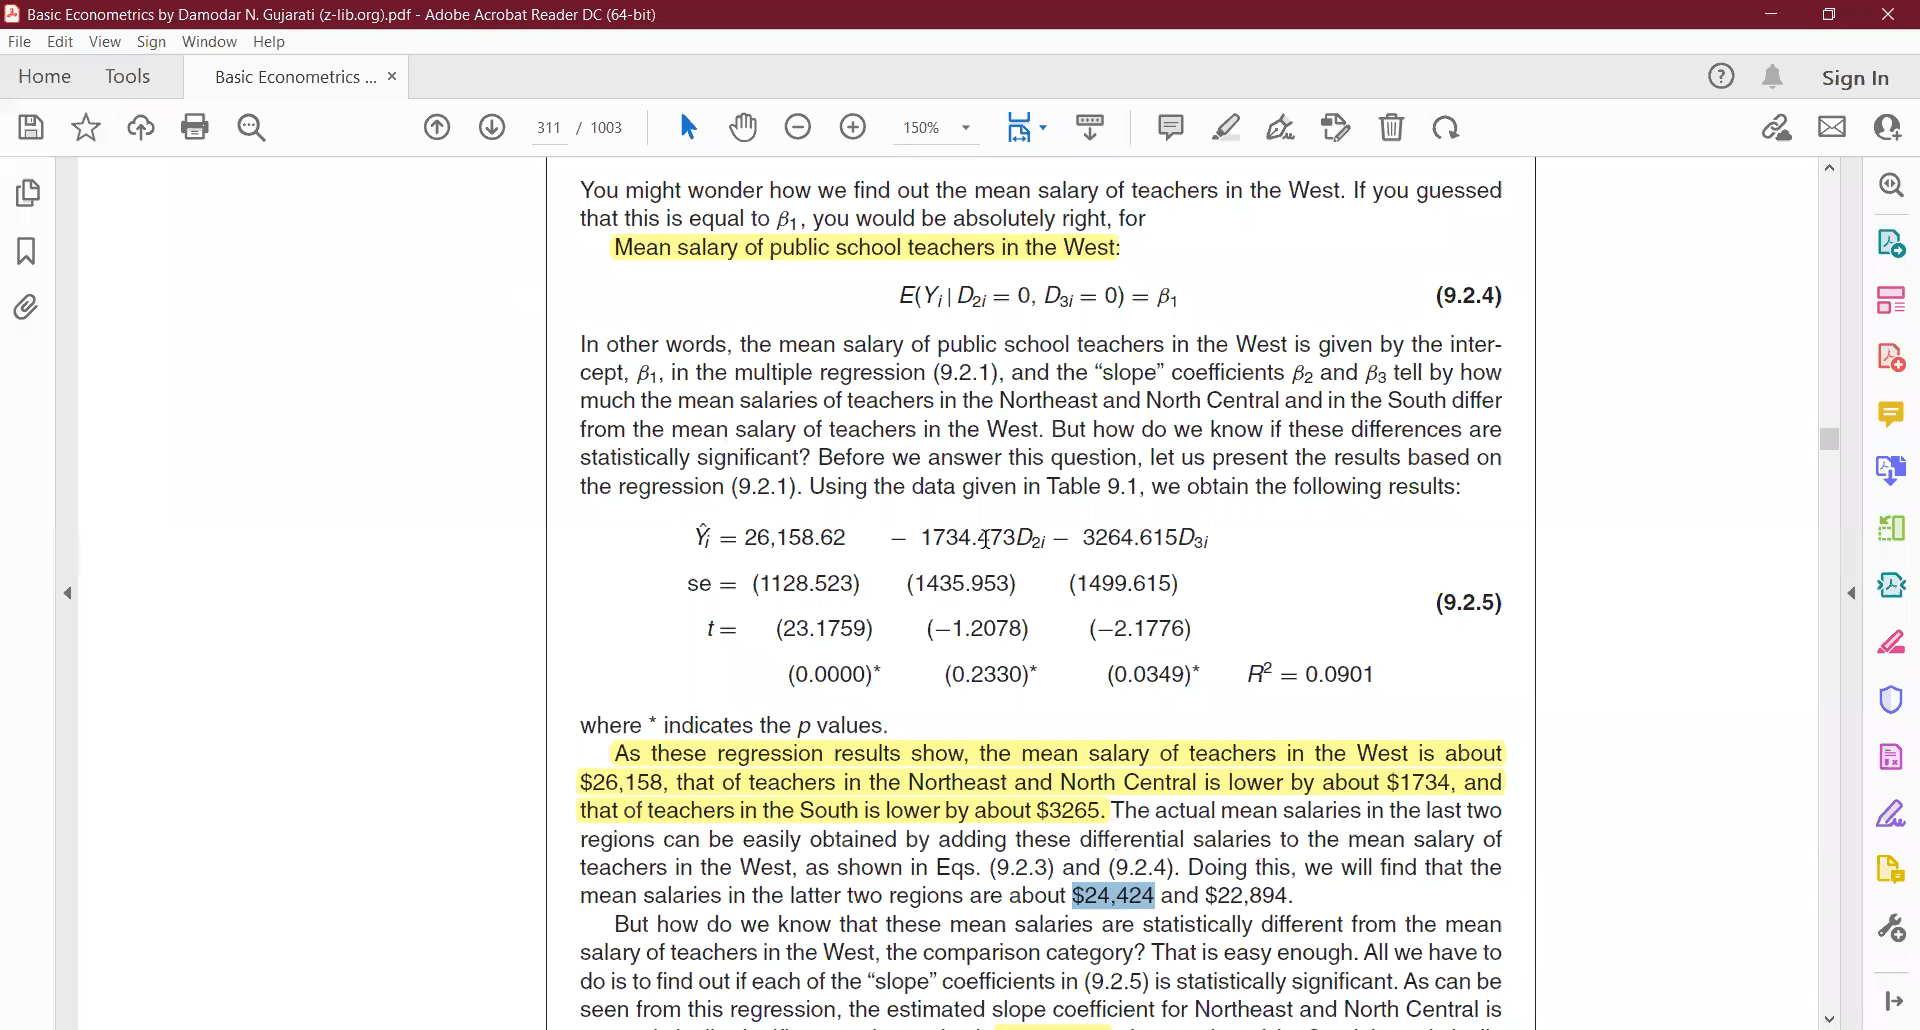 Basic Econometrics by Damodar N. Gujarati (z-lib.org).pdf - Adobe Acrobat Reader DC (64-bit)
File Edit View Sign Window Help
Home Tools Basic Econometrics ... × Sign In
311 / 1003 150%
You might wonder how we find out the mean salary of teachers in the West. If you guessed
that this is equal to β₁, you would be absolutely right, for
Mean salary of public school teachers in the West:
E(Yᵢ | D₂ᵢ = 0, D₃ᵢ = 0) = β₁ (9.2.4)
In other words, the mean salary of public school teachers in the West is given by the inter-
cept, β₁, in the multiple regression (9.2.1), and the “slope” coefficients β₂ and β₃ tell by how
much the mean salaries of teachers in the Northeast and North Central and in the South differ
from the mean salary of teachers in the West. But how do we know if these differences are
statistically significant? Before we answer this question, let us present the results based on
the regression (9.2.1). Using the data given in Table 9.1, we obtain the following results:
Ŷᵢ = 26,158.62 − 1734.473D₂ᵢ − 3264.615D₃ᵢ
se = (1128.523) (1435.953) (1499.615)
(9.2.5)
t = (23.1759) (−1.2078) (−2.1776)
(0.0000)* (0.2330)* (0.0349)* R² = 0.0901
where * indicates the p values.
As these regression results show, the mean salary of teachers in the West is about
$26,158, that of teachers in the Northeast and North Central is lower by about $1734, and
that of teachers in the South is lower by about $3265. The actual mean salaries in the last two
regions can be easily obtained by adding these differential salaries to the mean salary of
teachers in the West, as shown in Eqs. (9.2.3) and (9.2.4). Doing this, we will find that the
mean salaries in the latter two regions are about $24,424 and $22,894.
But how do we know that these mean salaries are statistically different from the mean
salary of teachers in the West, the comparison category? That is easy enough. All we have to
do is to find out if each of the “slope” coefficients in (9.2.5) is statistically significant. As can be
seen from this regression, the estimated slope coefficient for Northeast and North Central is